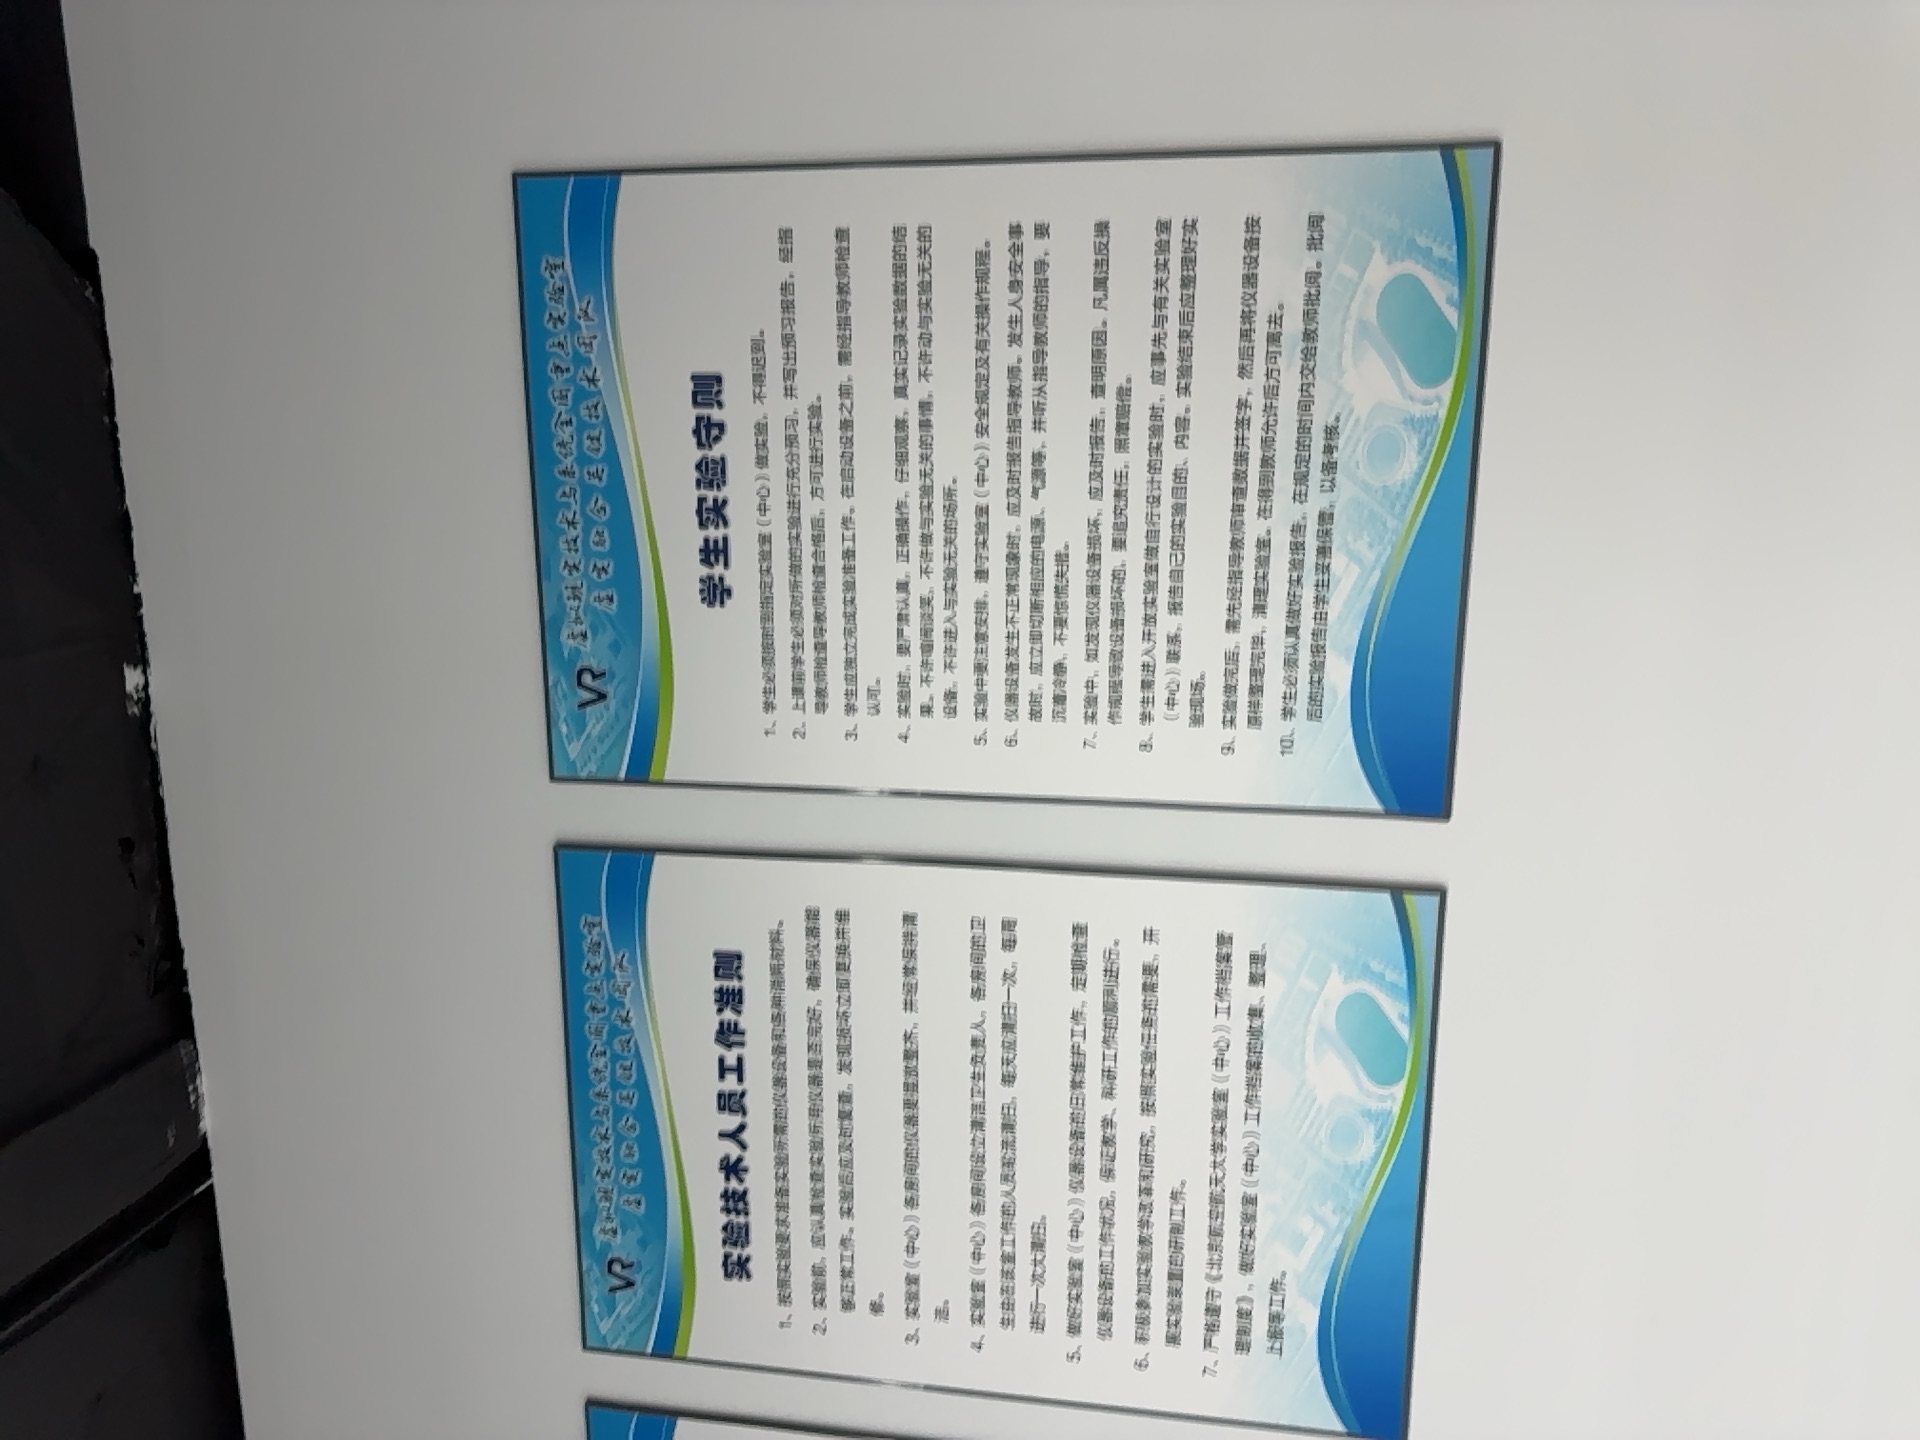 VR 虚拟现实技术与系统全国重点实验室
虚实融合关键技术团队
实验技术人员工作准则
1、按照实验要求准备实验所需的仪器设备和各种消耗材料。
2、实验前，应认真检查实验所用仪器是否完好，确保仪器能
够正常工作。实验后应及时复查，发现损坏立即更换并维
修。
3、实验室（中心）各房间的仪器要摆放整齐，并经常保持清
洁。
4、实验室（中心）各房间设立清洁卫生负责人，各房间的卫
生由在该室工作的人员轮流清扫，每天应清扫一次，每周
进行一次大清扫。
5、做好实验室（中心）仪器设备的日常维护工作，定期检查
仪器设备的工作状况，保证教学、科研工作的顺利进行。
6、积极参加实验教学改革和研究，按照实验任务的需要，开
展实验装置的研制工作。
7、严格遵守《北京航空航天大学实验室（中心）工作档案管
理制度》，做好实验室（中心）工作档案的收集、整理、
上报等工作。
VR 虚拟现实技术与系统全国重点实验室
虚实融合关键技术团队
学生实验守则
1、学生必须按时到指定实验室（中心）做实验，不得迟到。
2、上课前学生必须对所做的实验进行充分预习，并写出预习报告，经指
导教师检查导教师检查合格后，方可进行实验。
3、学生应独立完成实验准备工作。在启动设备之前，需经指导教师检查
认可。
4、实验时，要严肃认真，正确操作，仔细观察，真实记录实验数据的结
果。不许喧闹谈笑，不许做与实验无关的事情，不许动与实验无关的
设备，不许进入与实验无关的场所。
5、实验中要注意安排，遵守实验室（中心）安全规定及有关操作规程。
6、仪器设备发生不正常现象时，应及时报告指导教师。发生人身安全事
故时，应立即切断相应的电源、气源等，并听从指导教师的指导，要
沉着冷静，不要惊慌失措。
7、实验中，如发现仪器设备损坏，应及时报告，查明原因。凡属违反操
作规程导致设备损坏的，要追究责任，照章赔偿。
8、学生需进入开放实验室做自行设计的实验时，应事先与有关实验室
（中心）联系，报告自己的实验目的、内容。实验结束后应整理好实
验现场。
9、实验做完后，需先经指导教师审查数据并签字，然后再将仪器设备按
原样整理完毕，清理实验室。在得到教师允许后方可离去。
10、学生必须认真做好实验报告，在规定的时间内交给教师批阅。批阅
后的实验报告由学生妥善保管，以备考核。